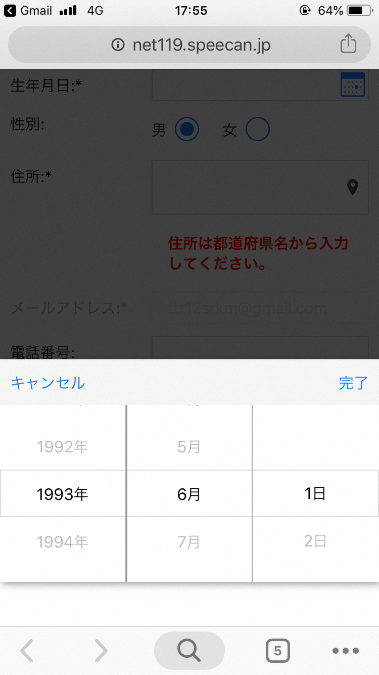 Gmail 4G 17:55 64%
net119.speecan.jp
生年月日:*
性別: 男 女
住所:*
住所は都道府県名から入力
してください。
メールアドレス:*
電話番号:
キャンセル 完了
1992年 5月
1993年 6月 1日
1994年 7月 2日
5